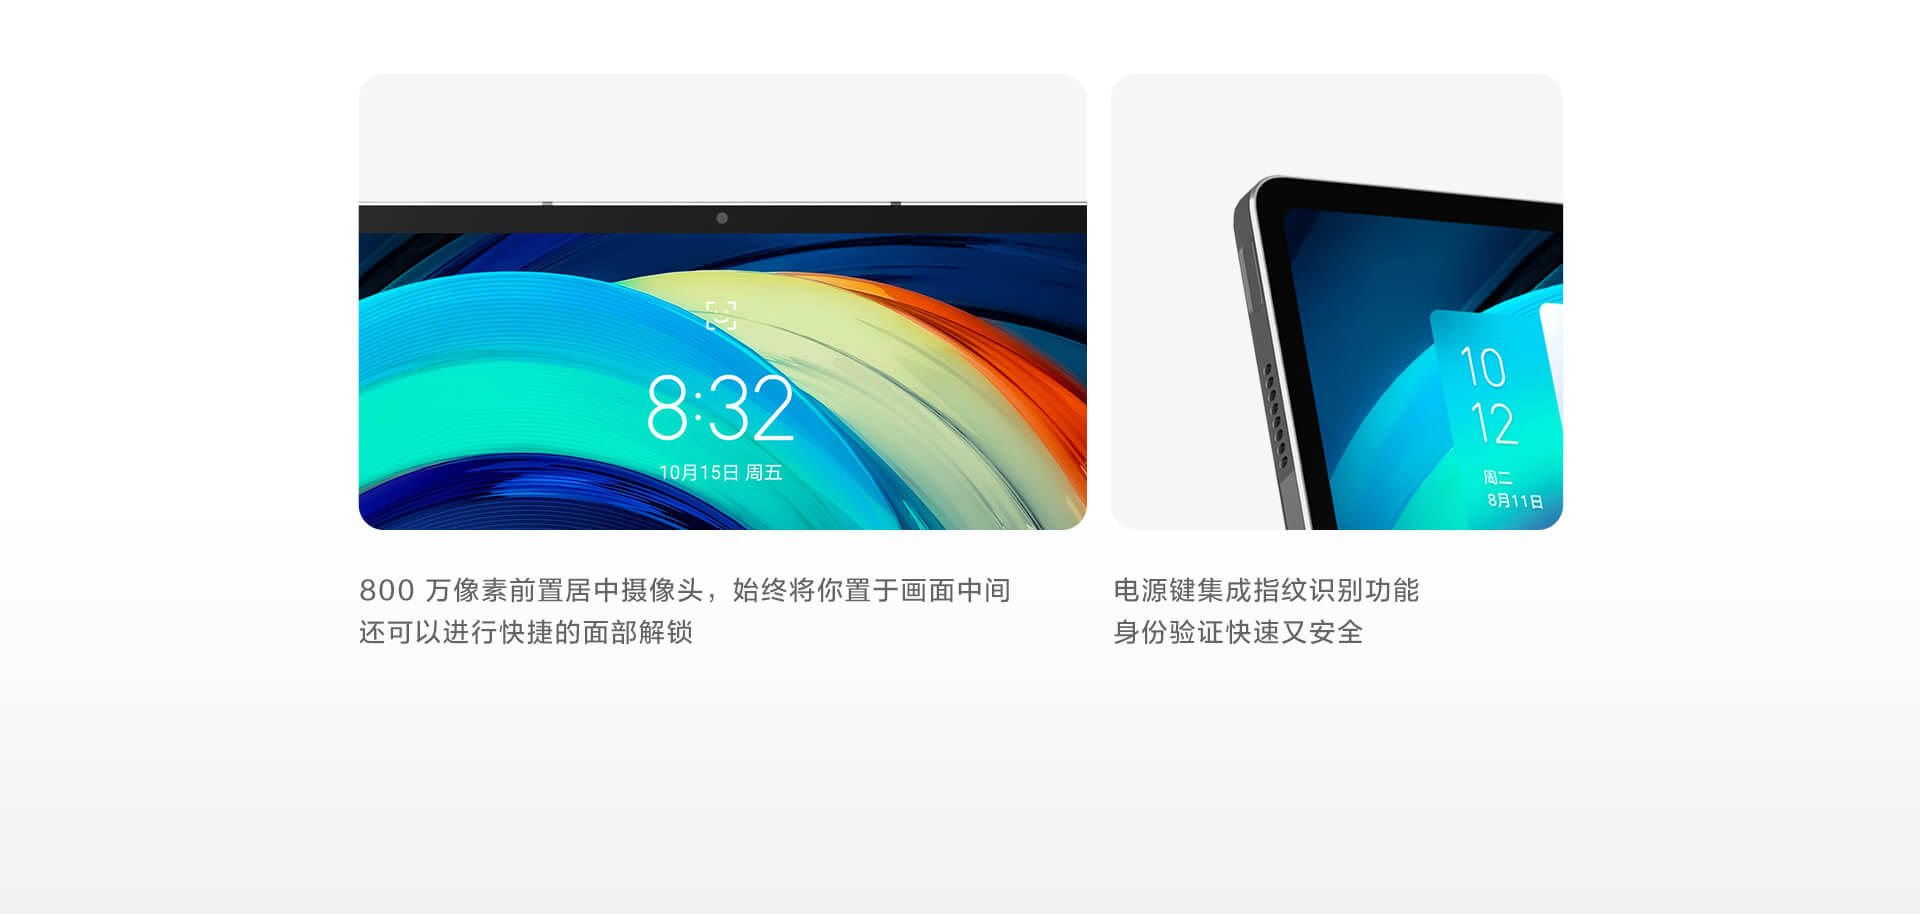 8:32
10月15日 周五
10
12
周二
8月11日
800 万像素前置居中摄像头，始终将你置于画面中间
还可以进行快捷的面部解锁
电源键集成指纹识别功能
身份验证快速又安全